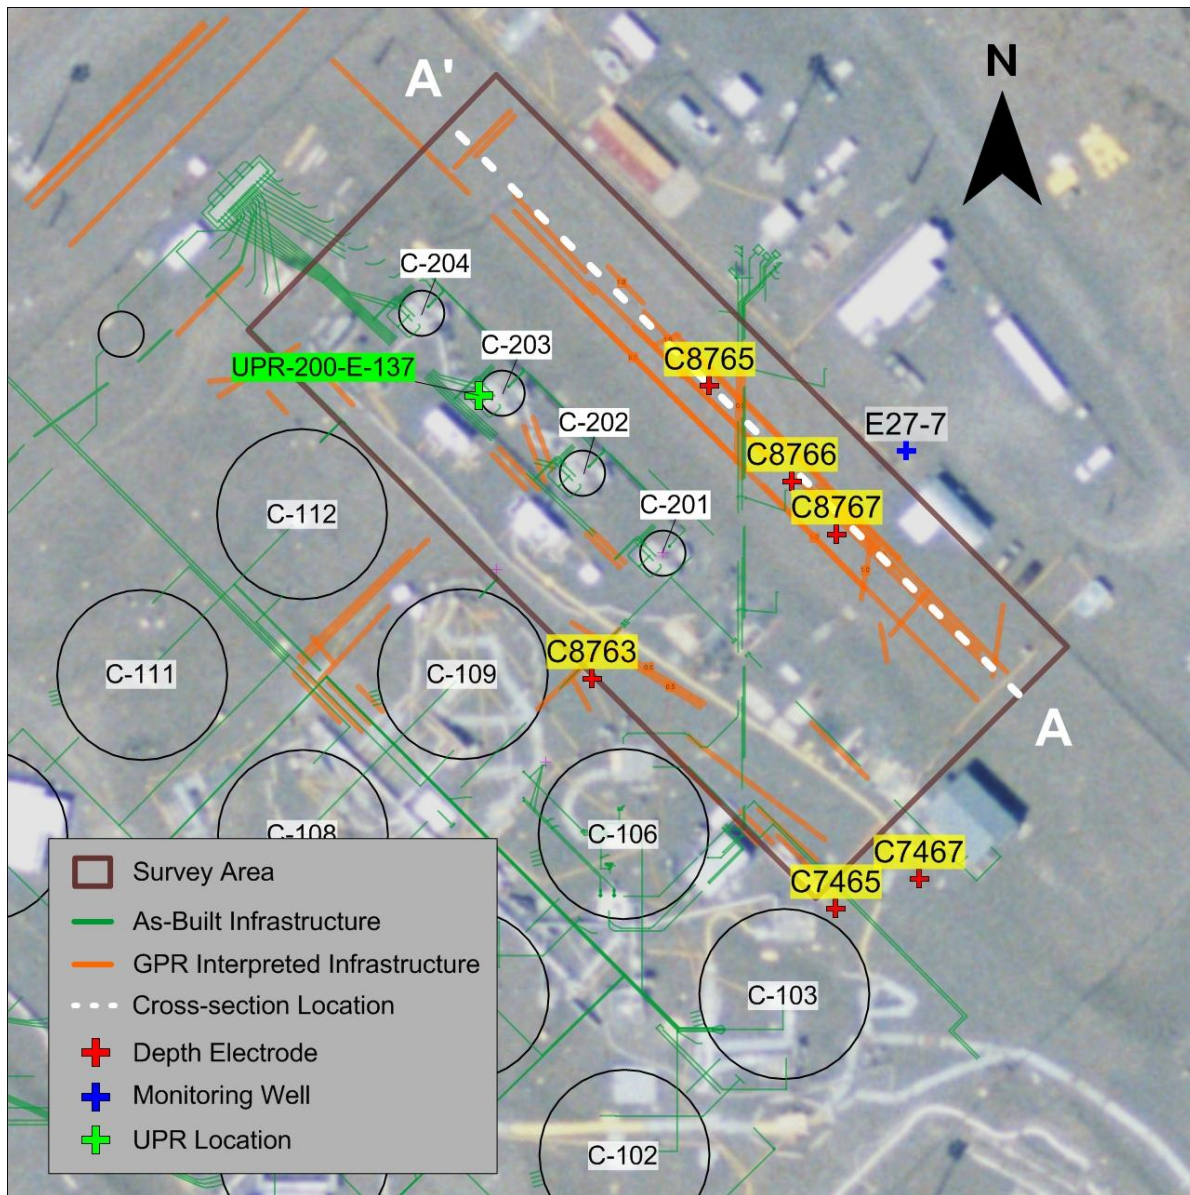 N
A'
C-204
C-203
C8765
UPR-200-E-137
C-202
E27-7
C8766
C-201
C8767
C-112
C8763
C-111
C-109
A
C-106
C-108
C7467
C7465
C-103
C-102
Survey Area
As-Built Infrastructure
GPR Interpreted Infrastructure
Cross-section Location
Depth Electrode
Monitoring Well
UPR Location